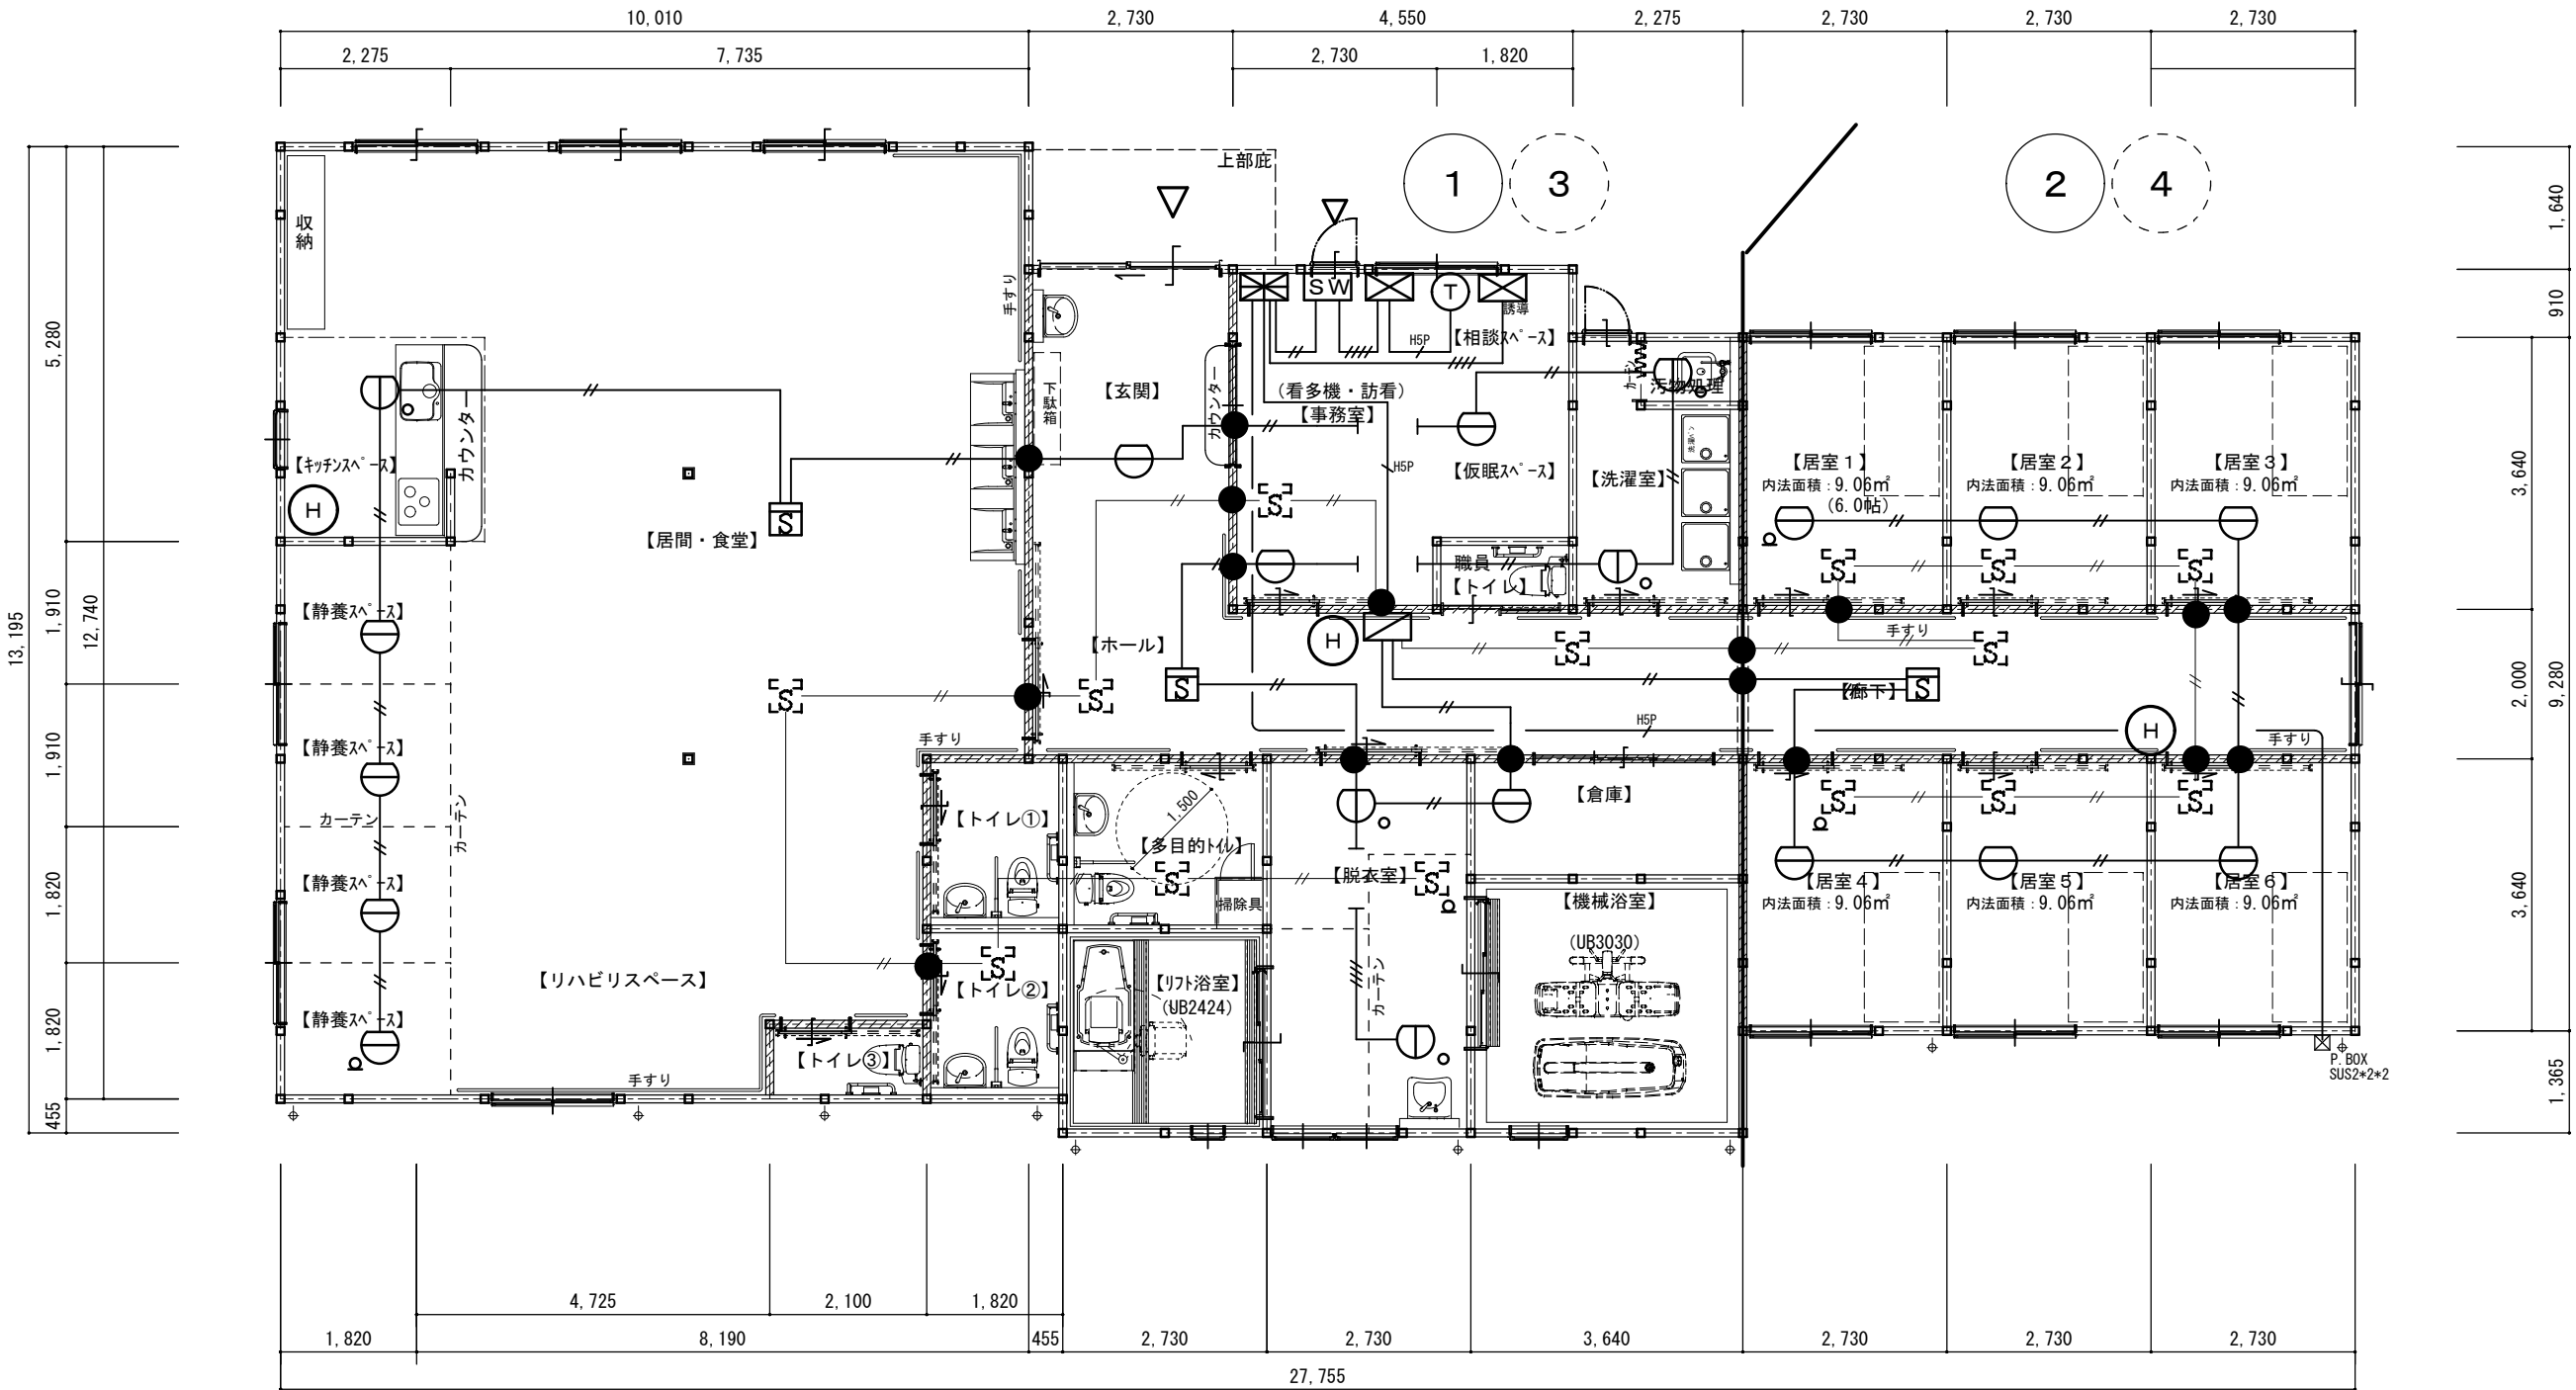 10,010
2,730
4,550
2,275
2,730
2,730
2,730
2,275
7,735
2,730
1,820
上部庇
1
3
2
4
収納
手すり
1,640
910
5,280
SW
T
誘導
H5P
【相談スペース】
カーテン
汚物処理
下駄箱
【玄関】
カウンター
(看多機・訪看)
【事務室】
カウンター
【キッチンスペース】
H5P
【仮眠スペース】
【洗濯室】
洗濯パン
【居室1】
内法面積：9.06㎡
(6.0帖)
【居室2】
内法面積：9.06㎡
【居室3】
内法面積：9.06㎡
3,640
H
S
【居間・食堂】
S
職員
【トイレ】
S
S
S
【静養スペース】
1,910
12,740
13,195
【ホール】
H
S
手すり
S
S
S
S
【廊下】
S
2,000
9,280
手すり
H5P
H
手すり
【静養スペース】
1,910
カーテン
カーテン
【トイレ①】
1,500
【多目的トイレ】
S
【倉庫】
S
S
S
【脱衣室】
S
掃除具
【静養スペース】
1,820
【機械浴室】
(UB3030)
【居室4】
内法面積：9.06㎡
【居室5】
内法面積：9.06㎡
【居室6】
内法面積：9.06㎡
3,640
【リハビリスペース】
S
【トイレ②】
【リフト浴室】
(UB2424)
カーテン
【静養スペース】
1,820
【トイレ③】
手すり
P.BOX
SUS2*2*2
455
1,365
4,725
2,100
1,820
1,820
8,190
455
2,730
2,730
3,640
2,730
2,730
2,730
27,755